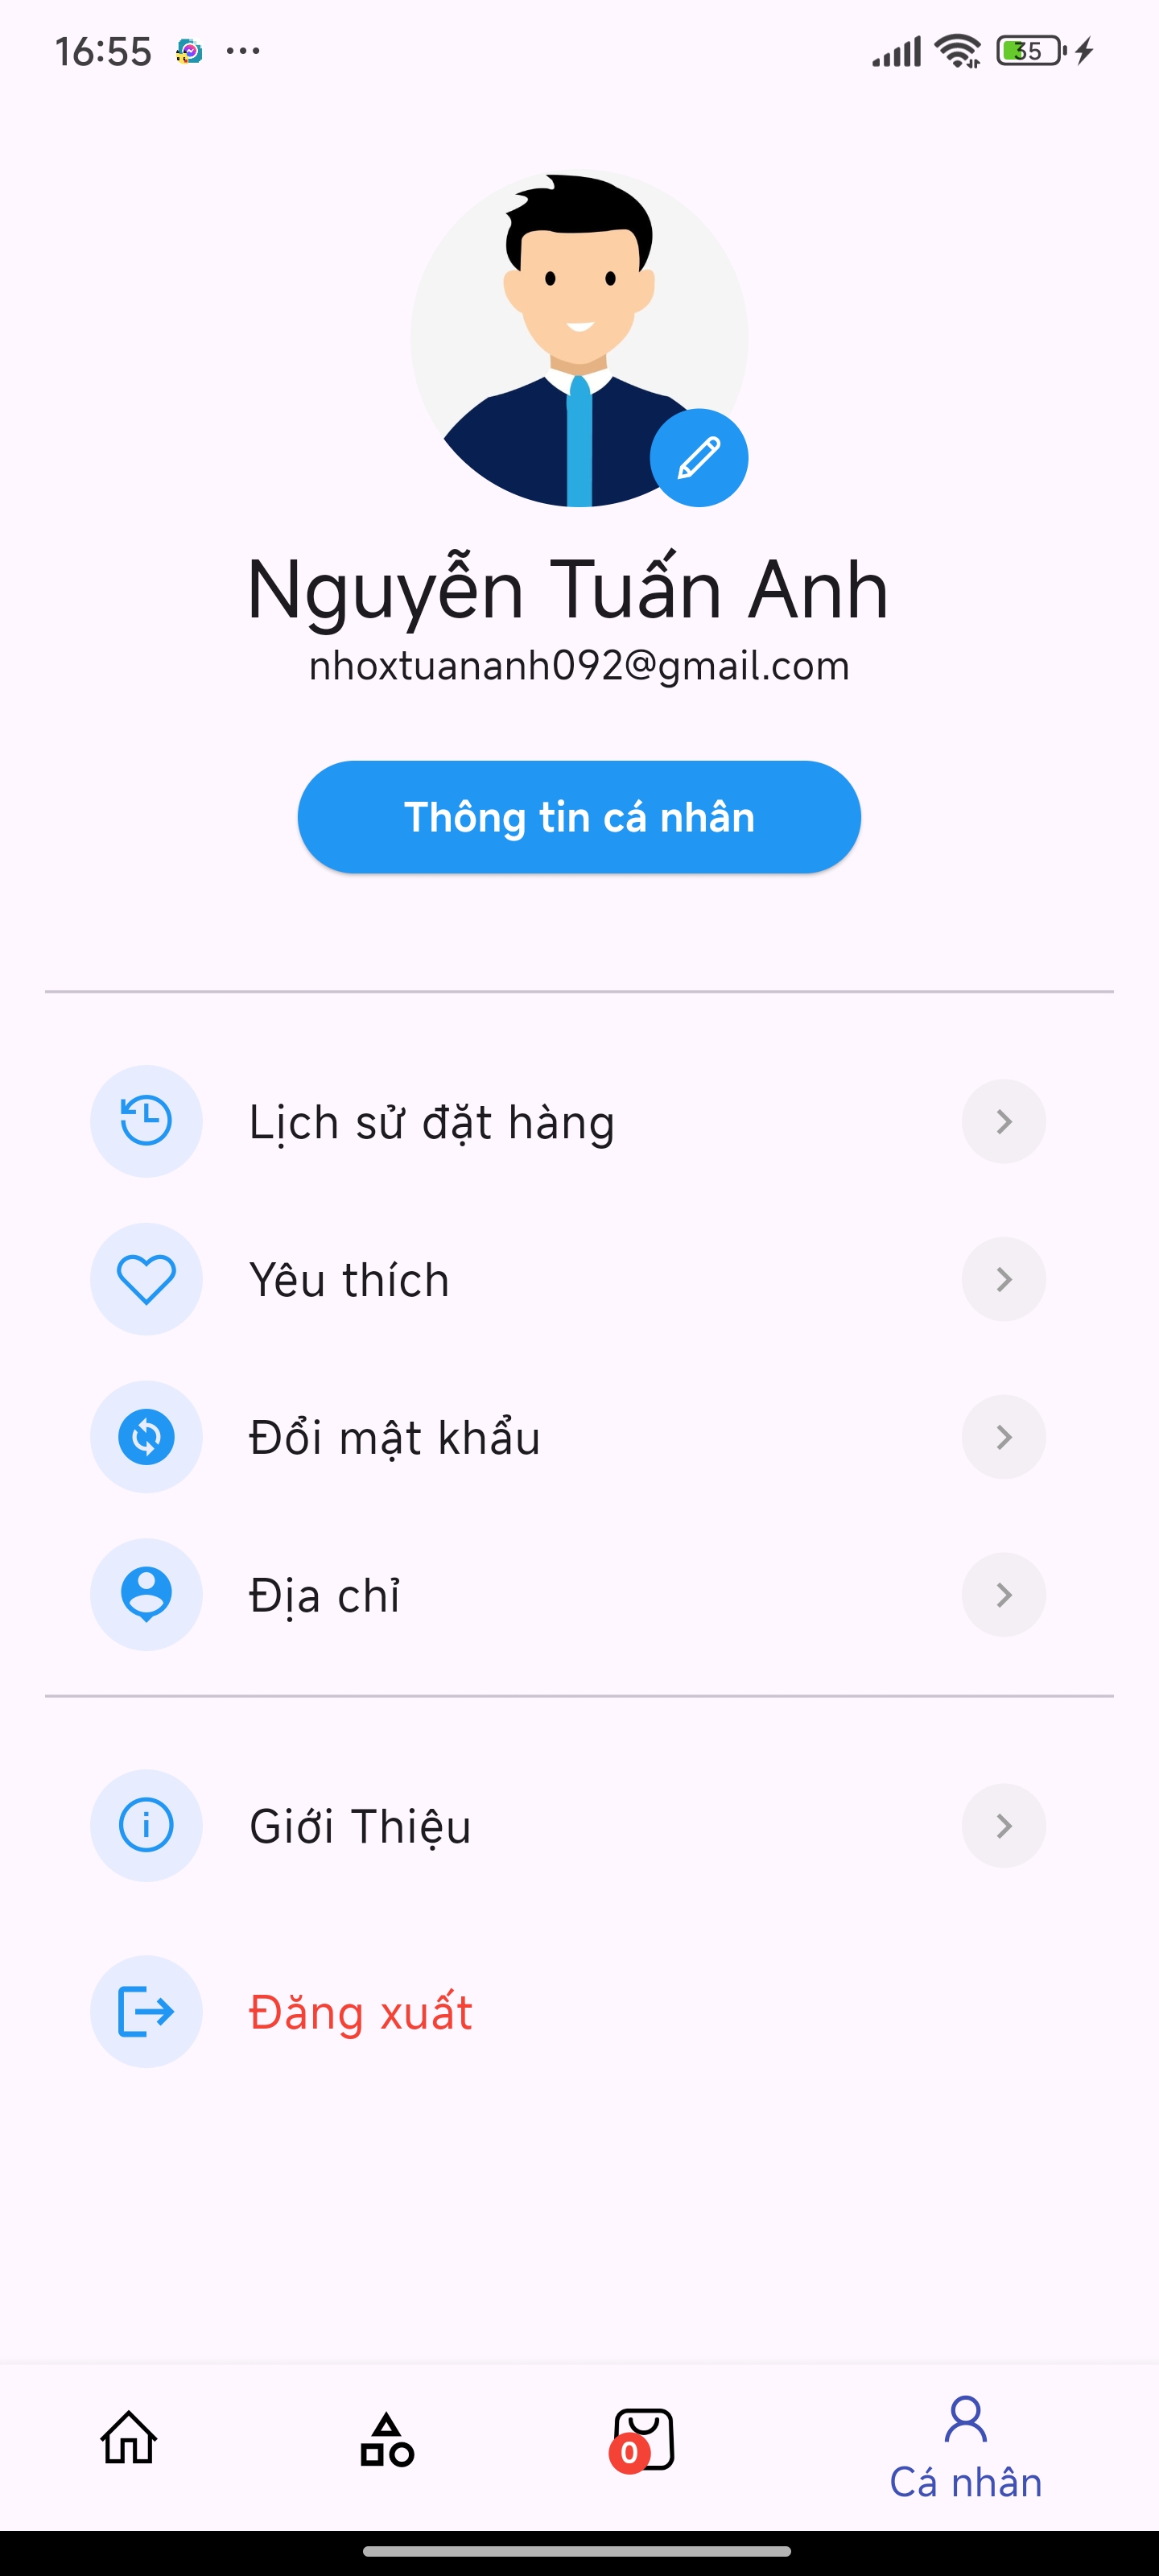 16:55
35
Nguyễn Tuấn Anh
nhoxtuananh092@gmail.com
Thông tin cá nhân
Lịch sử đặt hàng
Yêu thích
Đổi mật khẩu
Địa chỉ
Giới Thiệu
Đăng xuất
0
Cá nhân